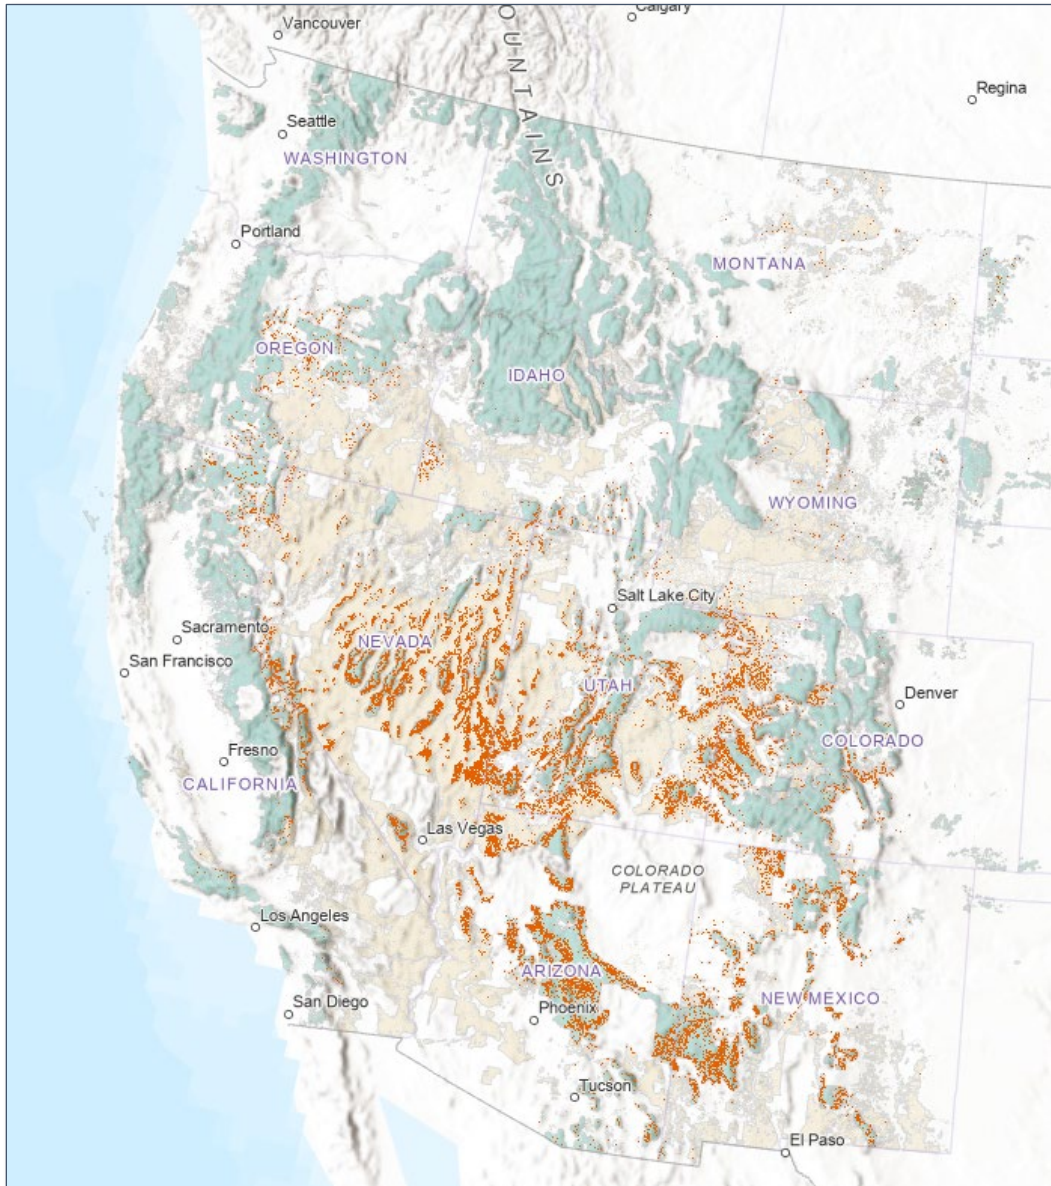 Calgary
Vancouver
OUNTAINS
Regina
Seattle
WASHINGTON
Portland
MONTANA
OREGON
IDAHO
WYOMING
Salt Lake City
Sacramento
NEVADA
San Francisco
UTAH
Denver
COLORADO
Fresno
CALIFORNIA
Las Vegas
COLORADO
PLATEAU
Los Angeles
ARIZONA
NEW MEXICO
San Diego
Phoenix
Tucson
El Paso